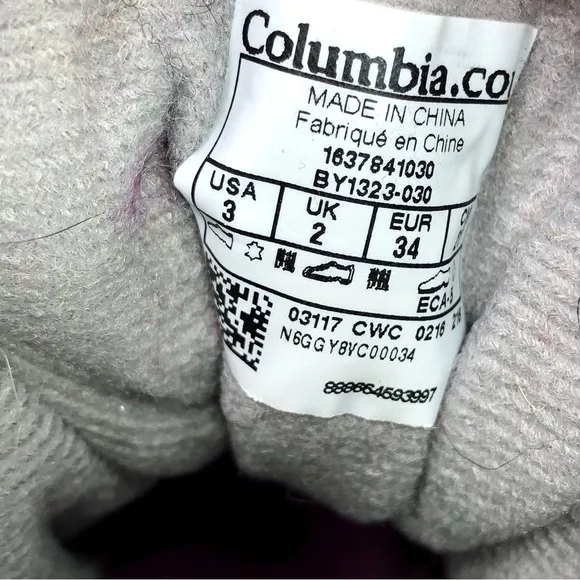 Columbia.co
MADE IN CHINA
Fabriqué en Chine
1637841030
BY1323-030
USA UK EUR
3 2 34
ECA-S
03117 CWC 0216
N6GGY8VC00034
888664593997